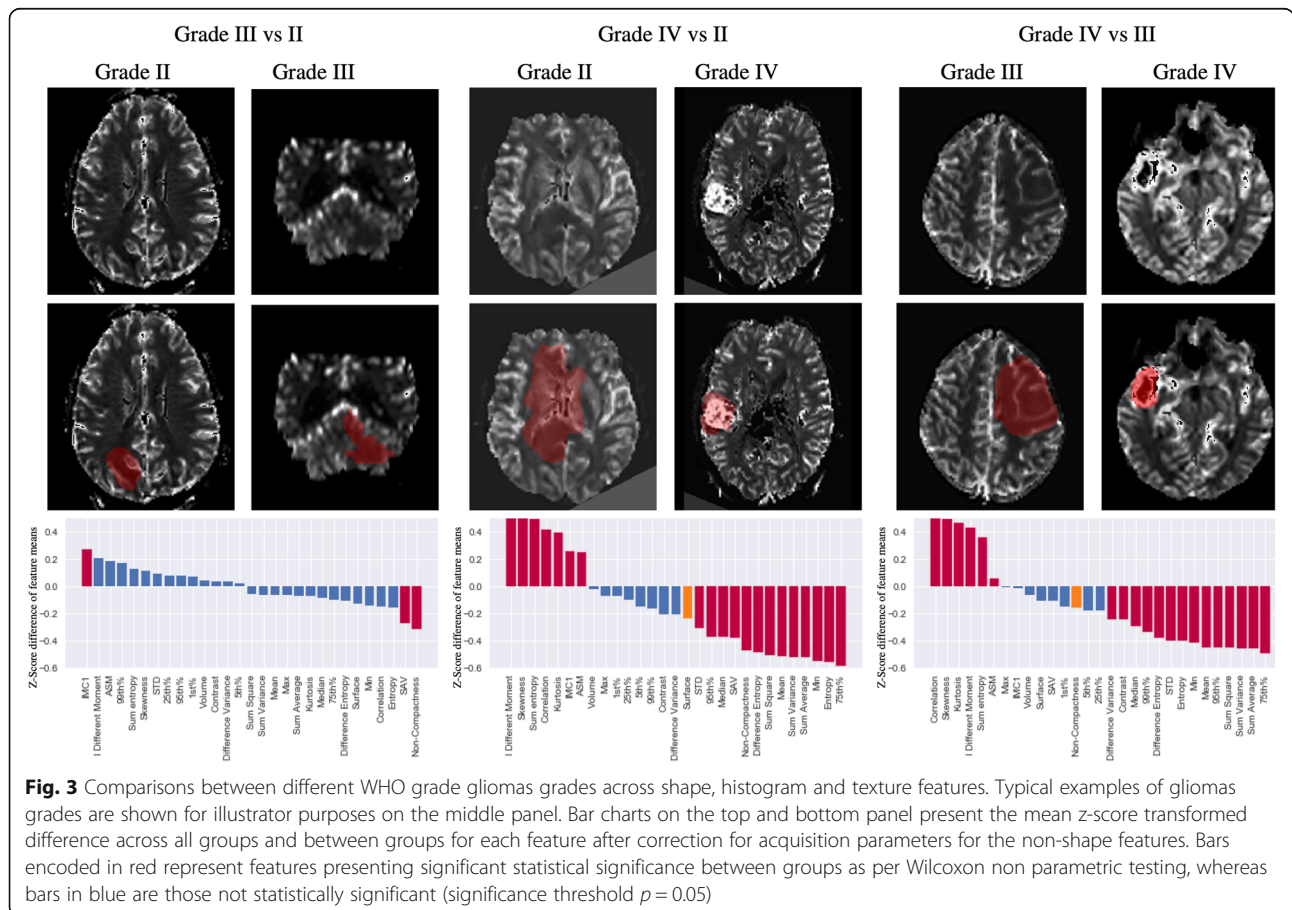 Grade III vs II
Grade IV vs II
Grade IV vs III
Grade II
Grade III
Grade II
Grade IV
Grade III
Grade IV
Z-Score difference of feature means
0.4
0.2
0.0
−0.2
−0.4
−0.6
IMC1
I Different Moment
ASM
99th%
Sum entropy
Skewness
STD
25th%
95th%
1st%
Volume
Contrast
Difference Variance
5th%
Sum Square
Sum Variance
Mean
Max
Sum Average
Kurtosis
Median
75th%
Difference Entropy
Surface
Min
Correlation
Entropy
SAV
Non-Compactness
Z-Score difference of feature means
0.4
0.2
0.0
−0.2
−0.4
−0.6
I Different Moment
Skewness
Sum entropy
Correlation
Kurtosis
IMC1
ASM
Volume
Max
1st%
25th%
5th%
99th%
Contrast
Difference Variance
Surface
STD
95th%
Median
SAV
Non-Compactness
Difference Entropy
Sum Square
Mean
Sum Variance
Sum Average
Min
Entropy
75th%
Z-Score difference of feature means
0.4
0.2
0.0
−0.2
−0.4
−0.6
Correlation
Skewness
Kurtosis
I Different Moment
Sum entropy
ASM
Max
IMC1
Volume
Surface
SAV
1st%
Non-Compactness
5th%
25th%
Difference Variance
Contrast
Median
99th%
Difference Entropy
STD
Entropy
Min
Mean
95th%
Sum Square
Sum Variance
Sum Average
75th%
Fig. 3 Comparisons between different WHO grade gliomas grades across shape, histogram and texture features. Typical examples of gliomas
grades are shown for illustrator purposes on the middle panel. Bar charts on the top and bottom panel present the mean z-score transformed
difference across all groups and between groups for each feature after correction for acquisition parameters for the non-shape features. Bars
encoded in red represent features presenting significant statistical significance between groups as per Wilcoxon non parametric testing, whereas
bars in blue are those not statistically significant (significance threshold p = 0.05)